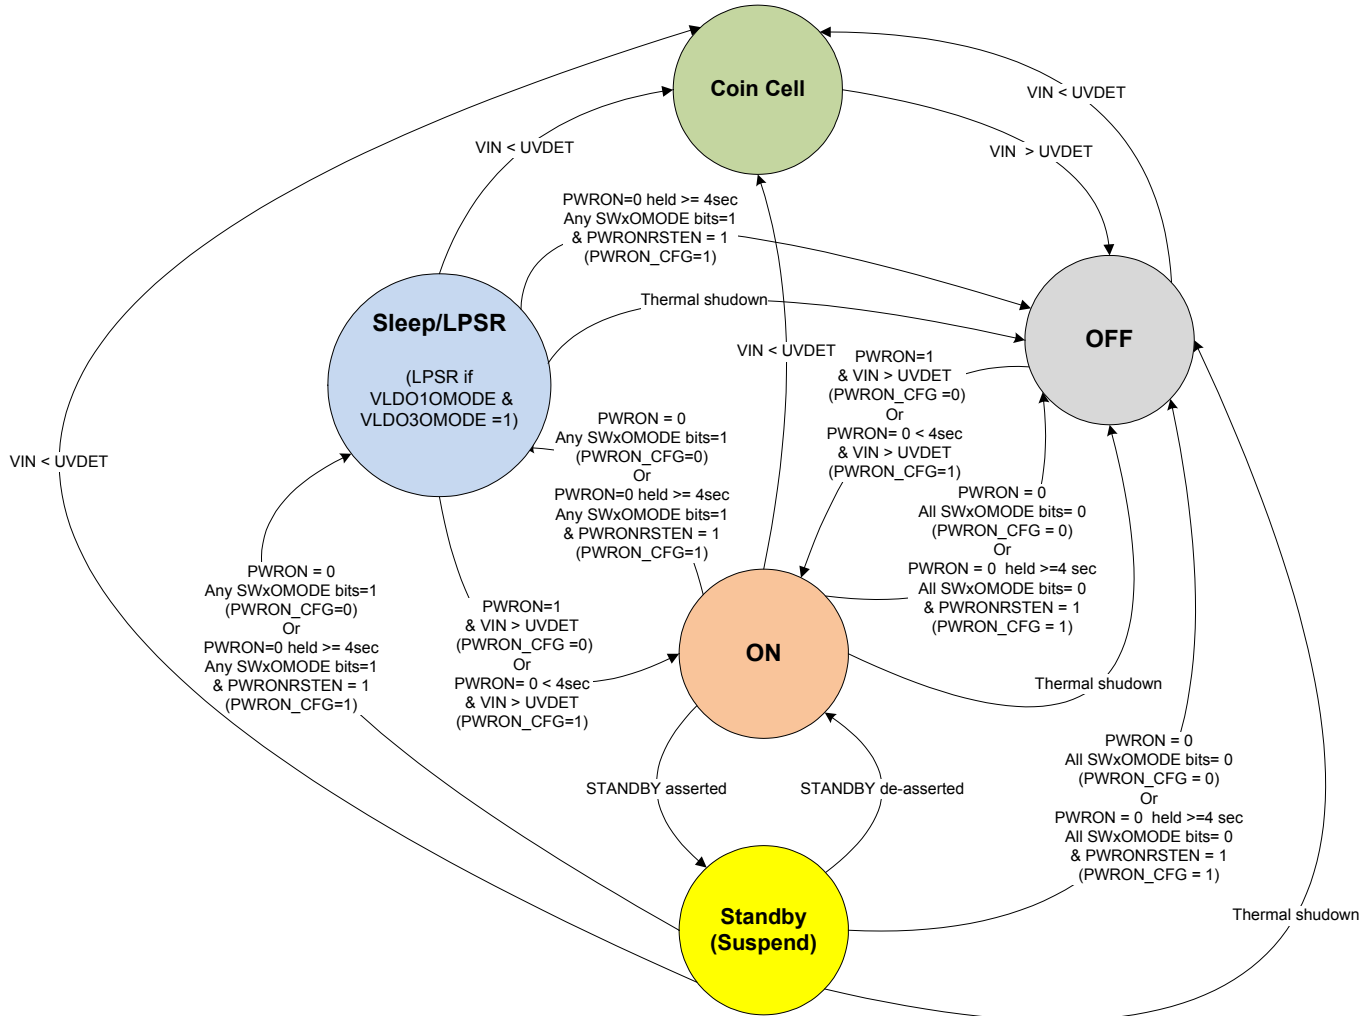 Coin Cell
VIN < UVDET
VIN < UVDET
VIN > UVDET
PWRON=0 held >= 4sec
Any SWxOMODE bits=1
& PWRONRSTEN = 1
(PWRON_CFG=1)
Thermal shudown
Sleep/LPSR
(LPSR if
VLDO1OMODE &
VLDO3OMODE =1)
OFF
VIN < UVDET
PWRON=1
& VIN > UVDET
(PWRON_CFG =0)
Or
PWRON= 0 < 4sec
& VIN > UVDET
(PWRON_CFG=1)
PWRON = 0
Any SWxOMODE bits=1
(PWRON_CFG=0)
Or
PWRON=0 held >= 4sec
Any SWxOMODE bits=1
& PWRONRSTEN = 1
(PWRON_CFG=1)
VIN < UVDET
PWRON = 0
All SWxOMODE bits= 0
(PWRON_CFG = 0)
Or
PWRON = 0  held >=4 sec
All SWxOMODE bits= 0
& PWRONRSTEN = 1
(PWRON_CFG = 1)
PWRON = 0
Any SWxOMODE bits=1
(PWRON_CFG=0)
Or
PWRON=0 held >= 4sec
Any SWxOMODE bits=1
& PWRONRSTEN = 1
(PWRON_CFG=1)
PWRON=1
& VIN > UVDET
(PWRON_CFG =0)
Or
PWRON= 0 < 4sec
& VIN > UVDET
(PWRON_CFG=1)
ON
Thermal shudown
STANDBY asserted
STANDBY de-asserted
PWRON = 0
All SWxOMODE bits= 0
(PWRON_CFG = 0)
Or
PWRON = 0  held >=4 sec
All SWxOMODE bits= 0
& PWRONRSTEN = 1
(PWRON_CFG = 1)
Standby
(Suspend)
Thermal shudown